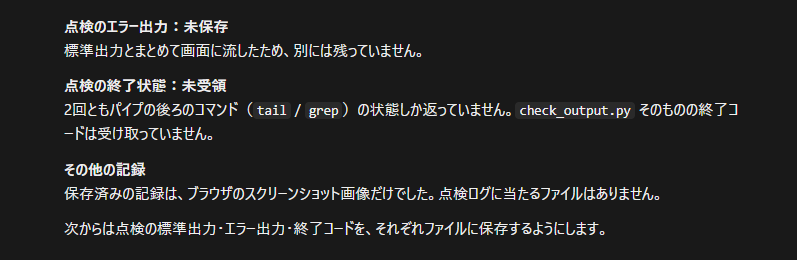 点検のエラー出力：未保存
標準出力とまとめて画面に流したため、別には残っていません。
点検の終了状態：未受領
2回ともパイプの後ろのコマンド（tail / grep）の状態しか返っていません。check_output.py そのものの終了コ
ードは受け取っていません。
その他の記録
保存済みの記録は、ブラウザのスクリーンショット画像だけでした。点検ログに当たるファイルはありません。
次からは点検の標準出力・エラー出力・終了コードを、それぞれファイルに保存するようにします。